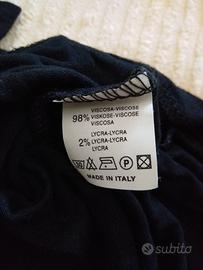 VISCOSA-VISCOSE
98% VISKOSE-VISCOSE
VISCOSA
LYCRA-LYCRA
2% LYCRA-LYCRA
LYCRA
P
MADE IN ITALY
subito